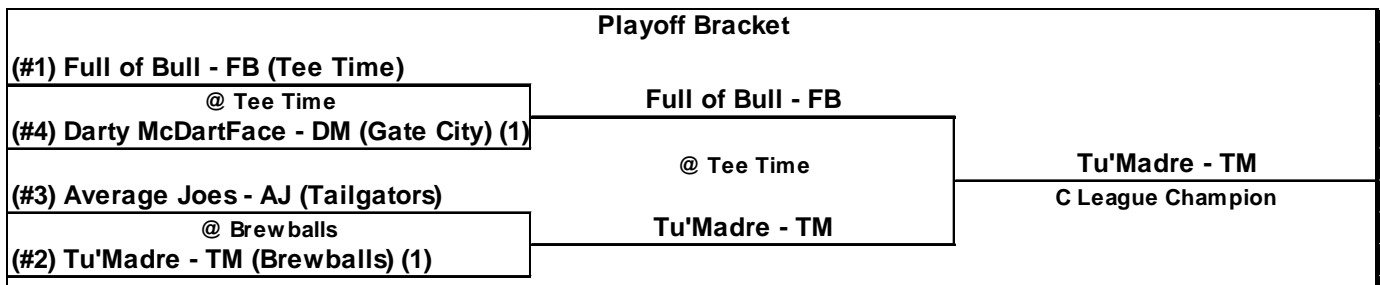 Playoff Bracket
(#1) Full of Bull - FB (Tee Time)
@ Tee Time
Full of Bull - FB
(#4) Darty McDartFace - DM (Gate City) (1)
@ Tee Time
Tu'Madre - TM
(#3) Average Joes - AJ (Tailgators)
C League Champion
@ Brewballs
Tu'Madre - TM
(#2) Tu'Madre - TM (Brewballs) (1)